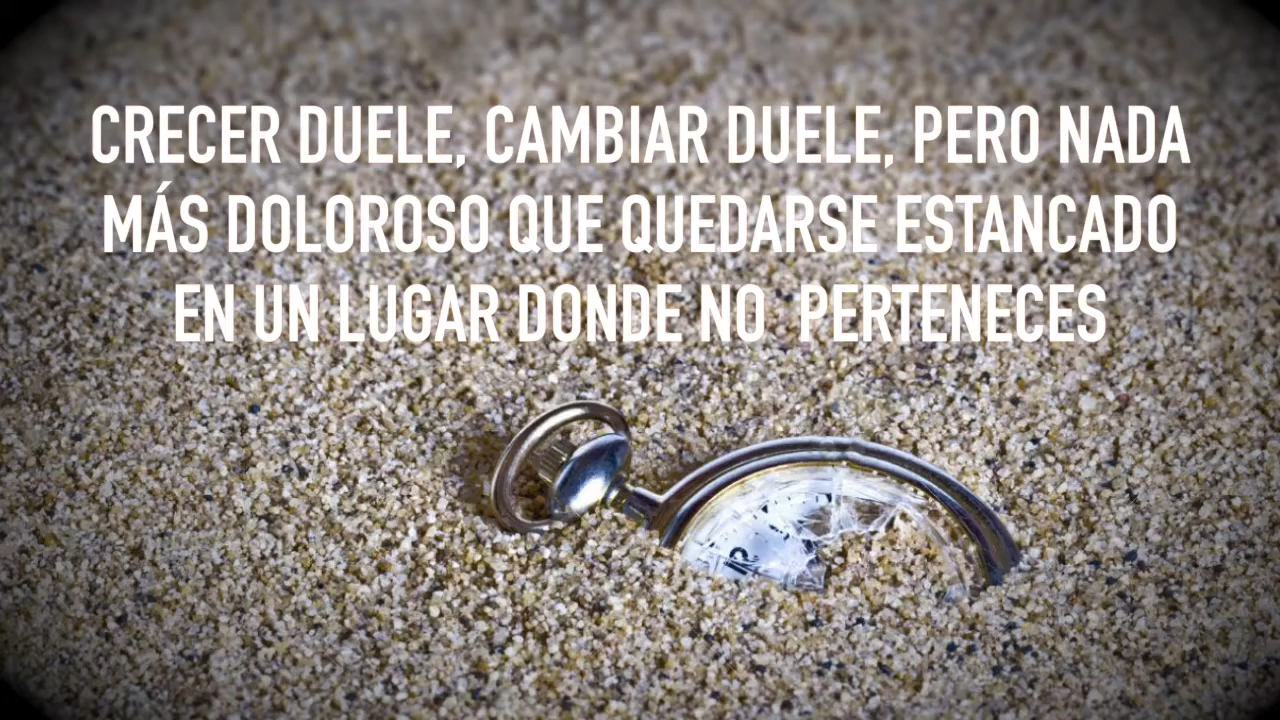 CRECER DUELE, CAMBIAR DUELE, PERO NADA
MÁS DOLOROSO QUE QUEDARSE ESTANCADO
EN UN LUGAR DONDE NO PERTENECES